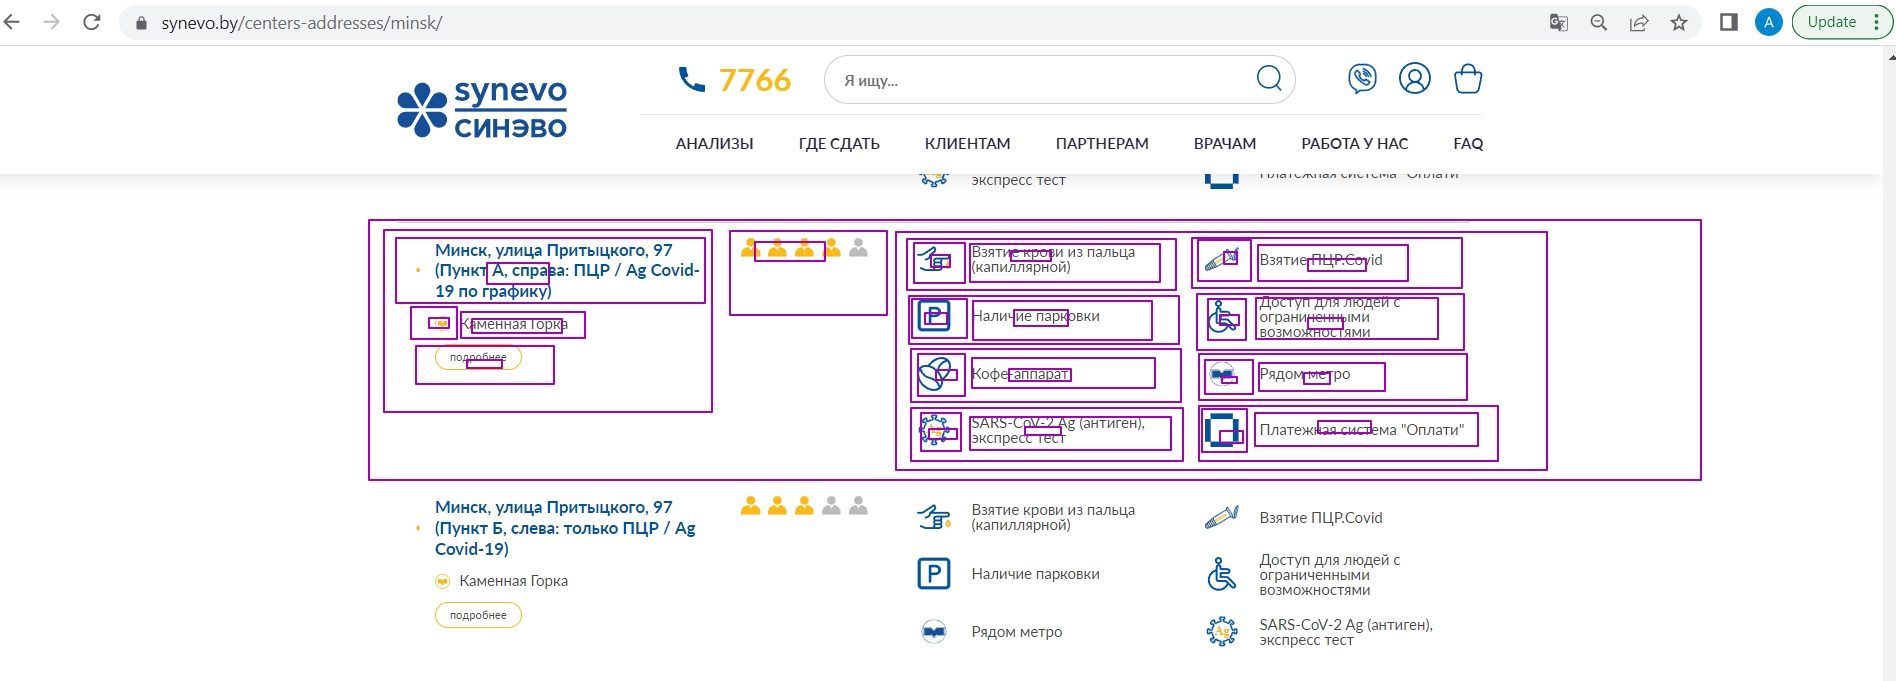 synevo.by/centers-addresses/minsk/
A
Update
synevo
СИНЭВО
7766
Я ищу...
АНАЛИЗЫ
ГДЕ СДАТЬ
КЛИЕНТАМ
ПАРТНЕРАМ
ВРАЧАМ
РАБОТА У НАС
FAQ
экспресс тест
Платежная система "Оплати"
Минск, улица Притыцкого, 97
(Пункт А, справа: ПЦР / Ag Covid-
19 по графику)
Каменная Горка
подробнее
Взятие крови из пальца
(капиллярной)
Взятие ПЦР.Covid
P
Наличие парковки
Доступ для людей с
ограниченными
возможностями
Кофе-аппарат
Рядом метро
Ag
SARS-CoV-2 Ag (антиген),
экспресс тест
Платежная система "Оплати"
Минск, улица Притыцкого, 97
(Пункт Б, слева: только ПЦР / Ag
Covid-19)
Каменная Горка
подробнее
Взятие крови из пальца
(капиллярной)
Взятие ПЦР.Covid
P
Наличие парковки
Доступ для людей с
ограниченными
возможностями
Рядом метро
Ag
SARS-CoV-2 Ag (антиген),
экспресс тест